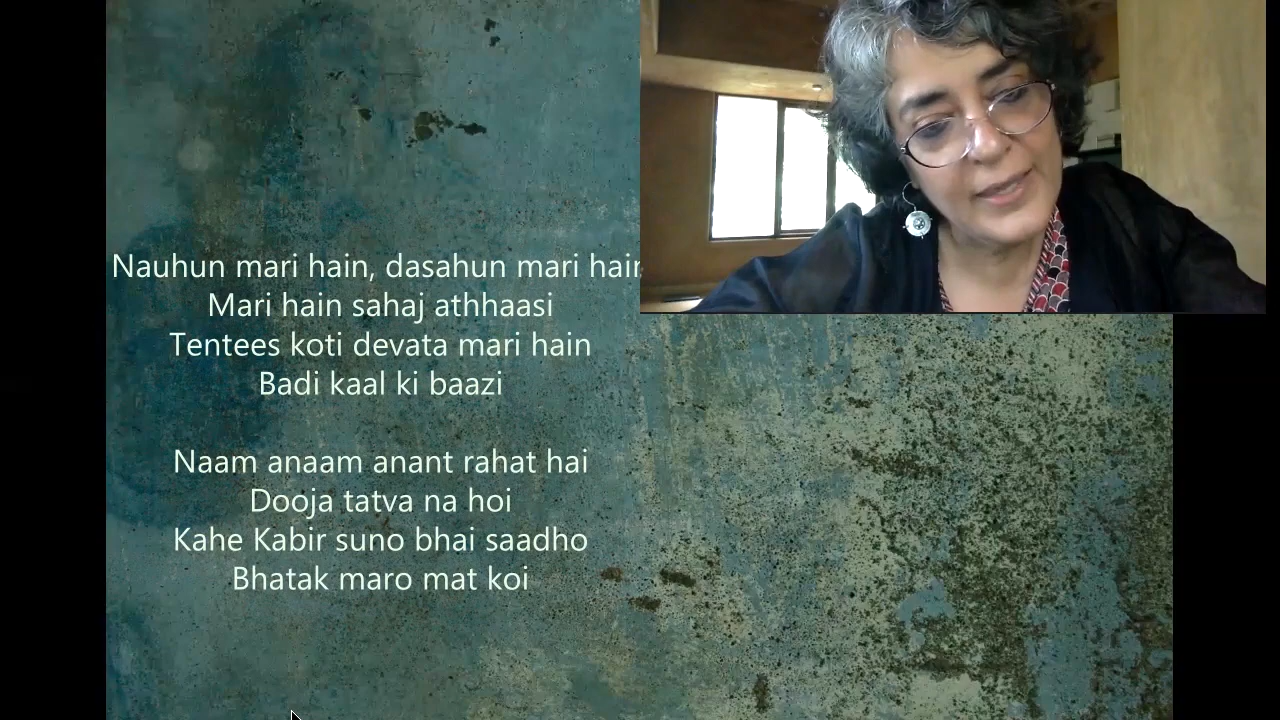 Nauhun mari hain, dasahun mari hain
Mari hain sahaj athhaasi
Tentees koti devata mari hain
Badi kaal ki baazi
Naam anaam anant rahat hai
Dooja tatva na hoi
Kahe Kabir suno bhai saadho
Bhatak maro mat koi